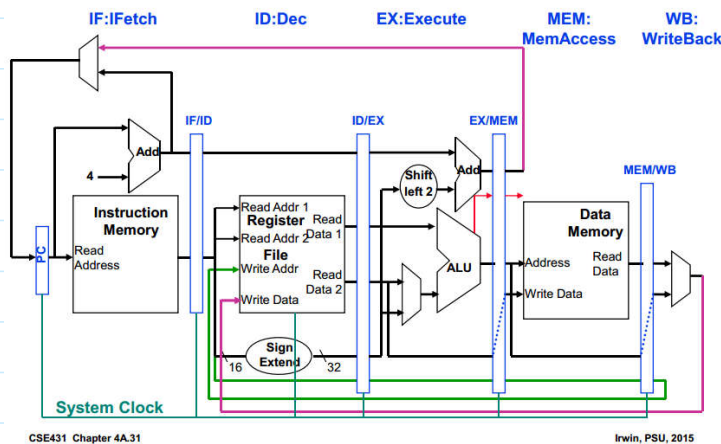 IF:IFetch
ID:Dec
EX:Execute
MEM:
MemAccess
WB:
WriteBack
IF/ID
ID/EX
EX/MEM
MEM/WB
Add
4
Shift
left 2
Add
Instruction
Memory
Read
Address
PC
Read Addr 1
Register
Read Addr 2
File
Write Addr
Write Data
Read
Data 1
Read
Data 2
ALU
Data
Memory
Address
Read
Data
Write Data
Sign
Extend
16
32
System Clock
CSE431 Chapter 4A.31
Irwin, PSU, 2015